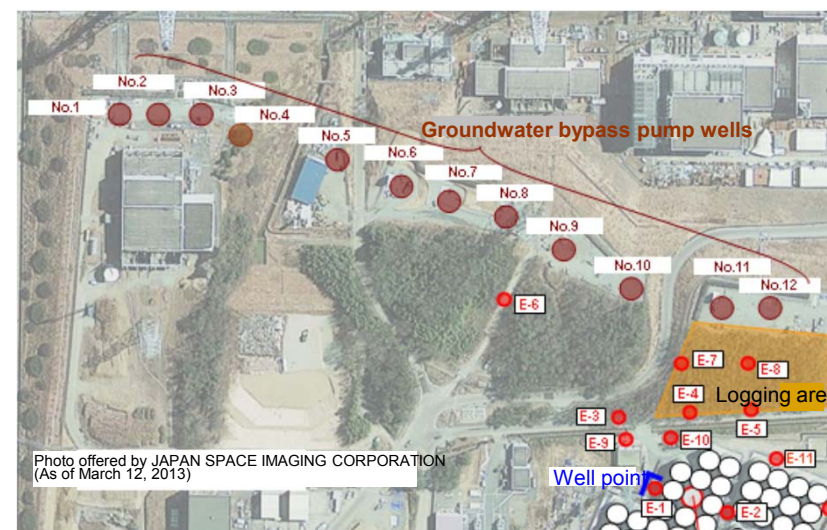 No.2
No.1
No.3
No.4
No.5
Groundwater bypass pump wells
No.6
No.7
No.8
No.9
No.10
No.11
No.12
E-6
E-7
E-8
E-4
Logging are
E-3
E-5
E-9
E-10
E-11
Photo offered by JAPAN SPACE IMAGING CORPORATION
(As of March 12, 2013)
Well point
E-1
E-2